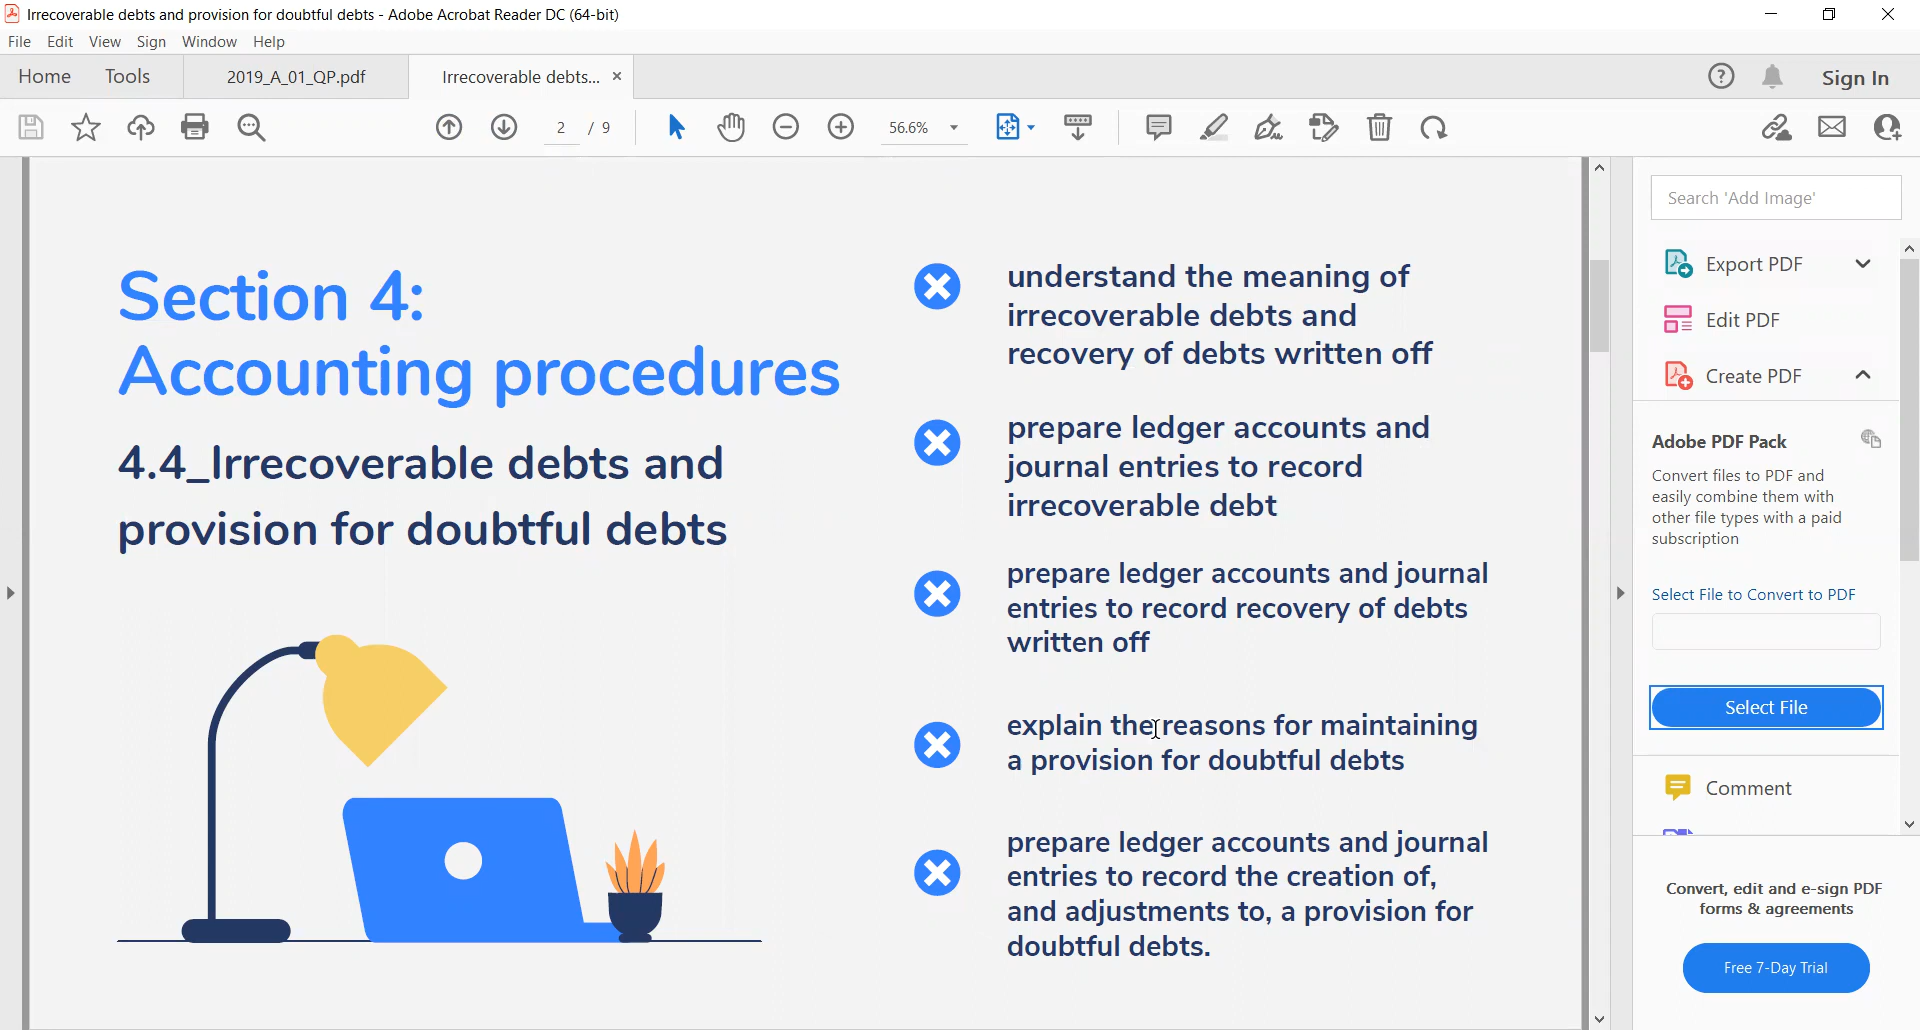 Irrecoverable debts and provision for doubtful debts - Adobe Acrobat Reader DC (64-bit)
File Edit View Sign Window Help
Home Tools 2019_A_01_QP.pdf Irrecoverable debts... × Sign In
2 / 9 56.6%
Section 4:
Accounting procedures
4.4_Irrecoverable debts and
provision for doubtful debts
understand the meaning of
irrecoverable debts and
recovery of debts written off
prepare ledger accounts and
journal entries to record
irrecoverable debt
prepare ledger accounts and journal
entries to record recovery of debts
written off
explain the reasons for maintaining
a provision for doubtful debts
prepare ledger accounts and journal
entries to record the creation of,
and adjustments to, a provision for
doubtful debts.
Search 'Add Image'
Export PDF
Edit PDF
Create PDF
Adobe PDF Pack
Convert files to PDF and
easily combine them with
other file types with a paid
subscription
Select File to Convert to PDF
Select File
Comment
Convert, edit and e-sign PDF
forms & agreements
Free 7-Day Trial